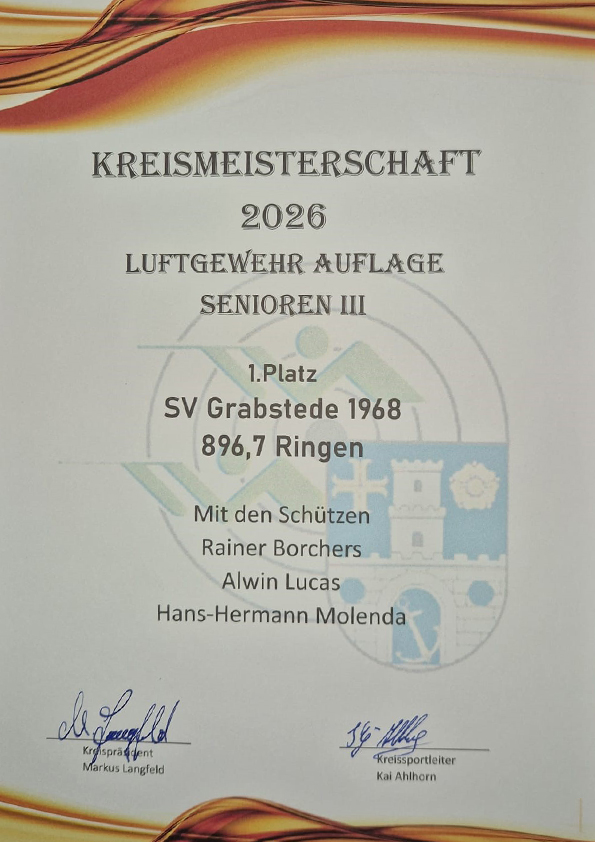 KREISMEISTERSCHAFT
2026
LUFTGEWEHR AUFLAGE
SENIOREN III
1.Platz
SV Grabstede 1968
896,7 Ringen
Mit den Schützen
Rainer Borchers
Alwin Lucas
Hans-Hermann Molenda
Kreispräsident
Markus Langfeld
Kreissportleiter
Kai Ahlhorn